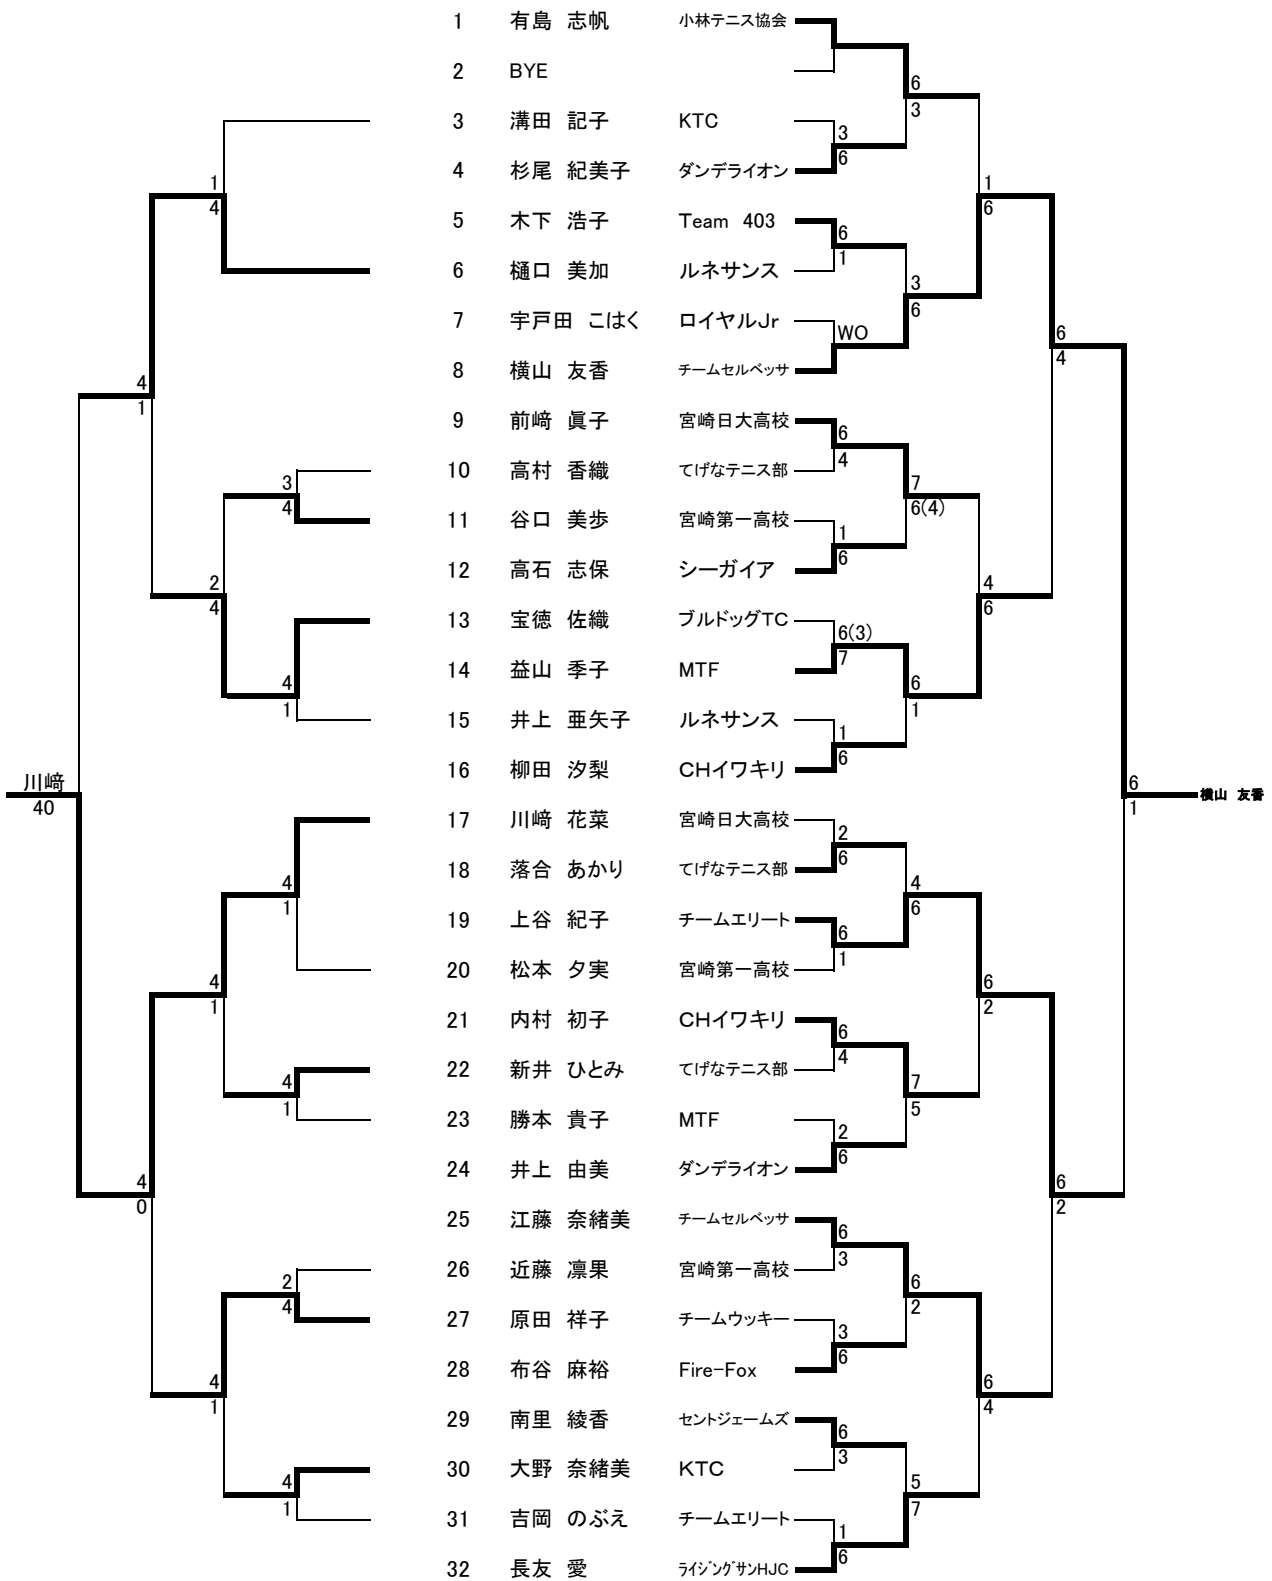 1 有島 志帆 小林テニス協会
2 BYE
6
3
3 溝田 記子 KTC
3
6
4 杉尾 紀美子 ダンデライオン
1
4
1
6
5 木下 浩子 Team 403
6
1
6 樋口 美加 ルネサンス
3
6
7 宇戸田 こはく ロイヤルJr
WO
6
4
8 横山 友香 チームセルベッサ
4
1
9 前﨑 眞子 宮崎日大高校
6
4
10 高村 香織 てげなテニス部
3
4
7
6(4)
11 谷口 美歩 宮崎第一高校
1
6
12 高石 志保 シーガイア
2
4
4
6
13 宝徳 佐織 ブルドッグTC
6(3)
7
14 益山 季子 MTF
4
1
6
1
15 井上 亜矢子 ルネサンス
1
6
16 柳田 汐梨 CHイワキリ
川﨑
40
6
1
横山 友香
17 川﨑 花菜 宮崎日大高校
2
6
18 落合 あかり てげなテニス部
4
1
4
6
19 上谷 紀子 チームエリート
6
1
20 松本 夕実 宮崎第一高校
4
1
6
2
21 内村 初子 CHイワキリ
6
4
22 新井 ひとみ てげなテニス部
4
1
7
5
23 勝本 貴子 MTF
2
6
24 井上 由美 ダンデライオン
4
0
6
2
25 江藤 奈緒美 チームセルベッサ
6
3
26 近藤 凛果 宮崎第一高校
2
4
6
2
27 原田 祥子 チームウッキー
3
6
28 布谷 麻裕 Fire-Fox
4
1
6
4
29 南里 綾香 セントジェームズ
6
3
30 大野 奈緒美 KTC
4
1
5
7
31 吉岡 のぶえ チームエリート
1
6
32 長友 愛 ライジングサンHJC